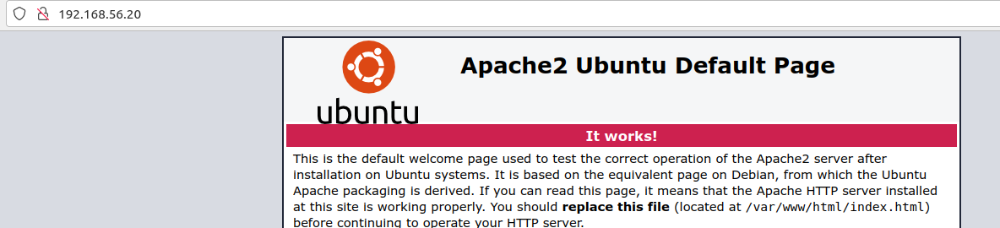 192.168.56.20
Apache2 Ubuntu Default Page
ubuntu
It works!
This is the default welcome page used to test the correct operation of the Apache2 server after
installation on Ubuntu systems. It is based on the equivalent page on Debian, from which the Ubuntu
Apache packaging is derived. If you can read this page, it means that the Apache HTTP server installed
at this site is working properly. You should replace this file (located at /var/www/html/index.html)
before continuing to operate your HTTP server.